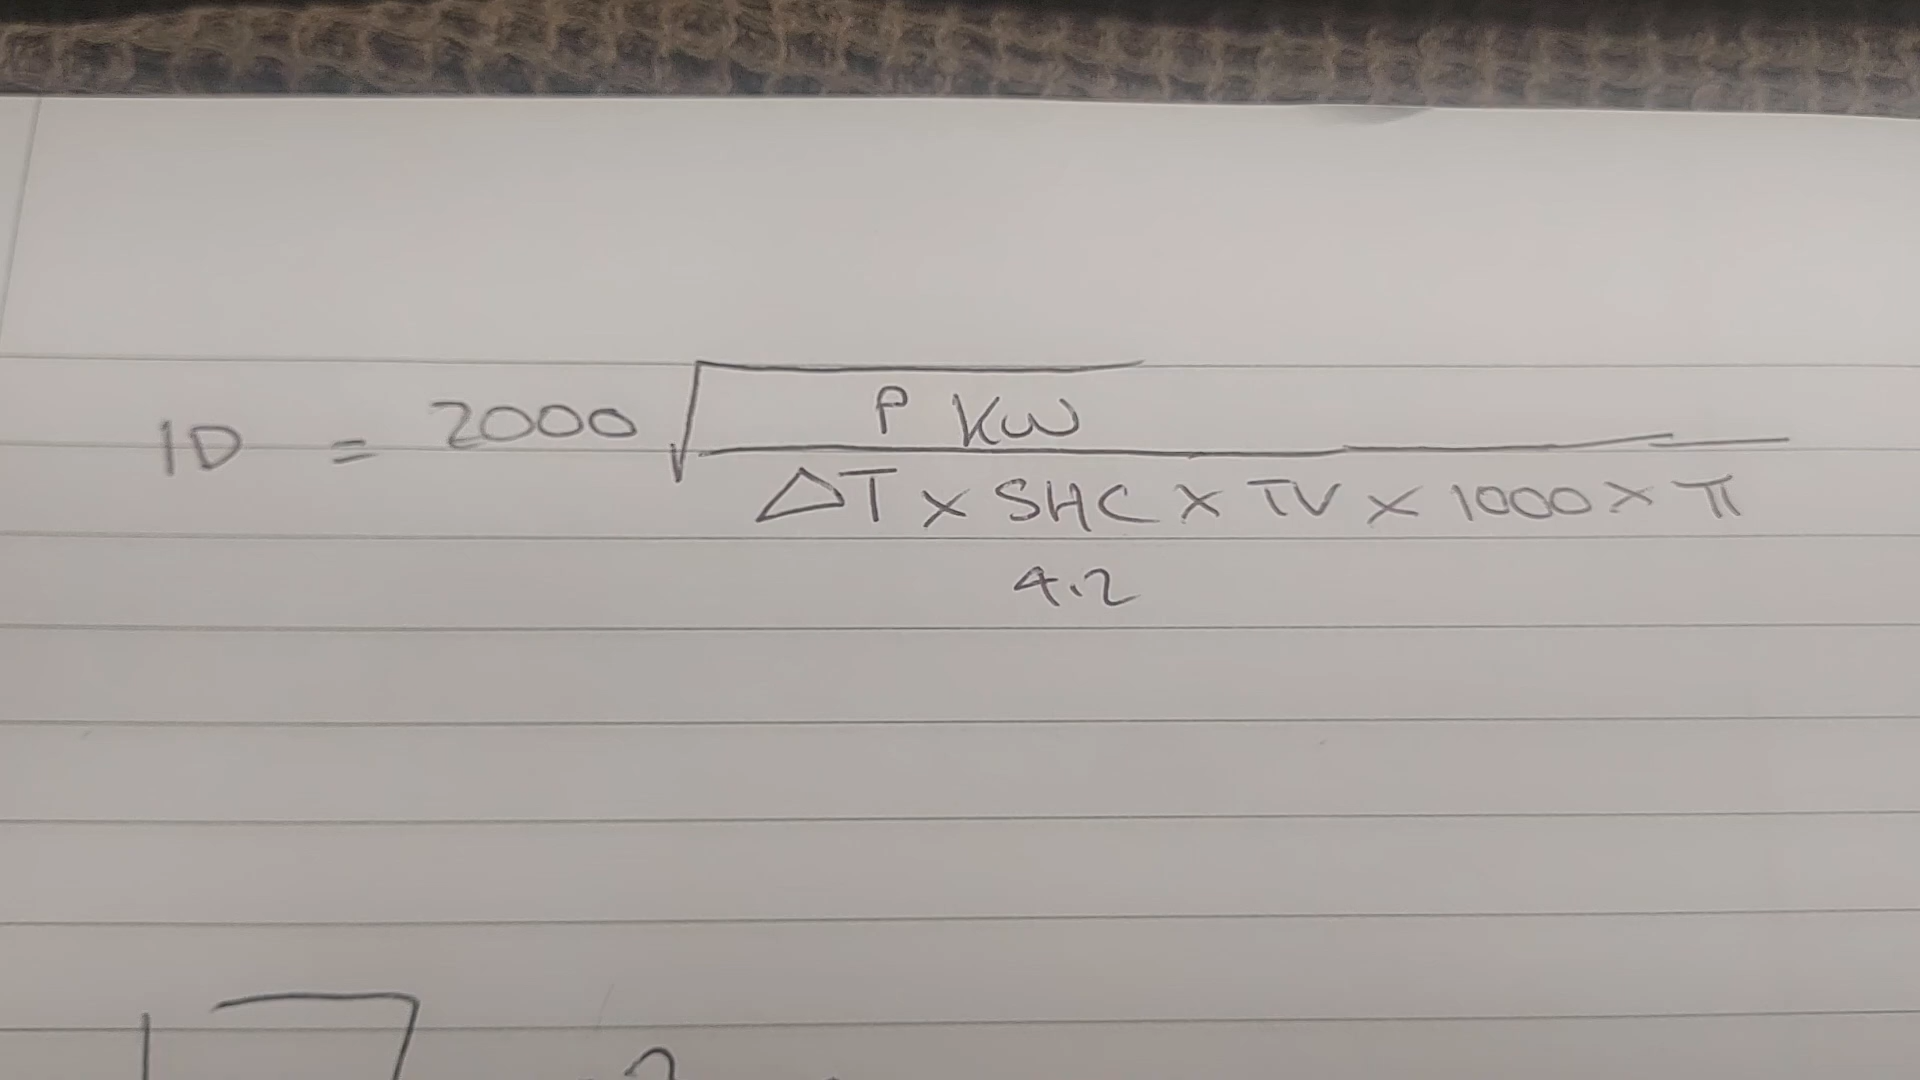 ID = 2000 √ P KW
ΔT x SHC x TV x 1000 x π
4.2